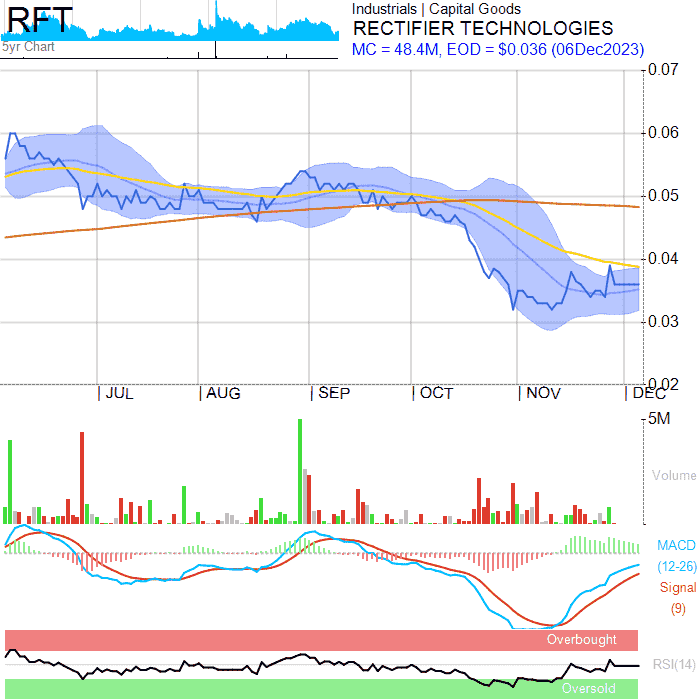 RFT
5yr Chart
Industrials | Capital Goods
RECTIFIER TECHNOLOGIES
MC = 48.4M, EOD = $0.036 (06Dec2023)
0.07
0.06
0.05
0.04
0.03
0.02
JUL AUG SEP OCT NOV DEC
5M
Volume
MACD
(12-26)
Signal
(9)
Overbought
RSI(14)
Oversold